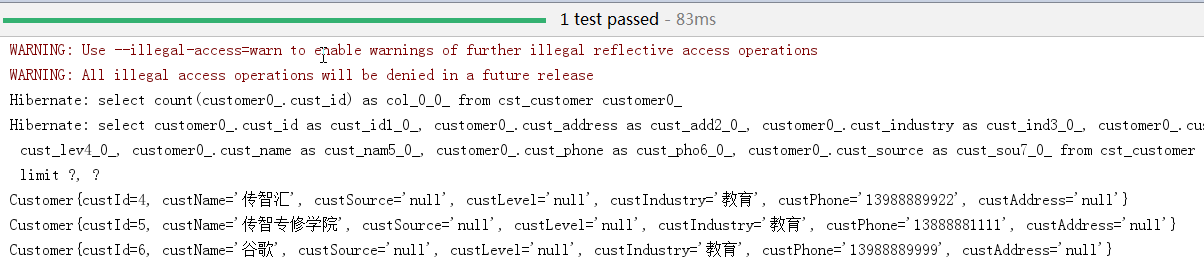 1 test passed - 83ms
WARNING: Use --illegal-access=warn to enable warnings of further illegal reflective access operations
WARNING: All illegal access operations will be denied in a future release
Hibernate: select count(customer0_.cust_id) as col_0_0_ from cst_customer customer0_
Hibernate: select customer0_.cust_id as cust_id1_0_, customer0_.cust_address as cust_add2_0_, customer0_.cust_industry as cust_ind3_0_, customer0_.cus
cust_lev4_0_, customer0_.cust_name as cust_nam5_0_, customer0_.cust_phone as cust_pho6_0_, customer0_.cust_source as cust_sou7_0_ from cst_customer
limit ?, ?
Customer{custId=4, custName='传智汇', custSource='null', custLevel='null', custIndustry='教育', custPhone='13988889922', custAddress='null'}
Customer{custId=5, custName='传智专修学院', custSource='null', custLevel='null', custIndustry='教育', custPhone='13888881111', custAddress='null'}
Customer{custId=6, custName='谷歌', custSource='null', custLevel='null', custIndustry='教育', custPhone='13988889999', custAddress='null'}